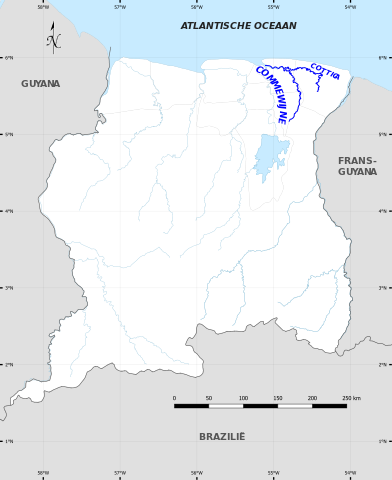 58°W 57°W 56°W 55°W 54°W
ATLANTISCHE OCEAAN
N
6°N 6°N
COTTICA
COMMEWIJNE
GUYANA
5°N 5°N
FRANS-
GUYANA
4°N 4°N
3°N 3°N
2°N 2°N
0 50 100 150 200 250 km
BRAZILIË
1°N 1°N
58°W 57°W 56°W 55°W 54°W